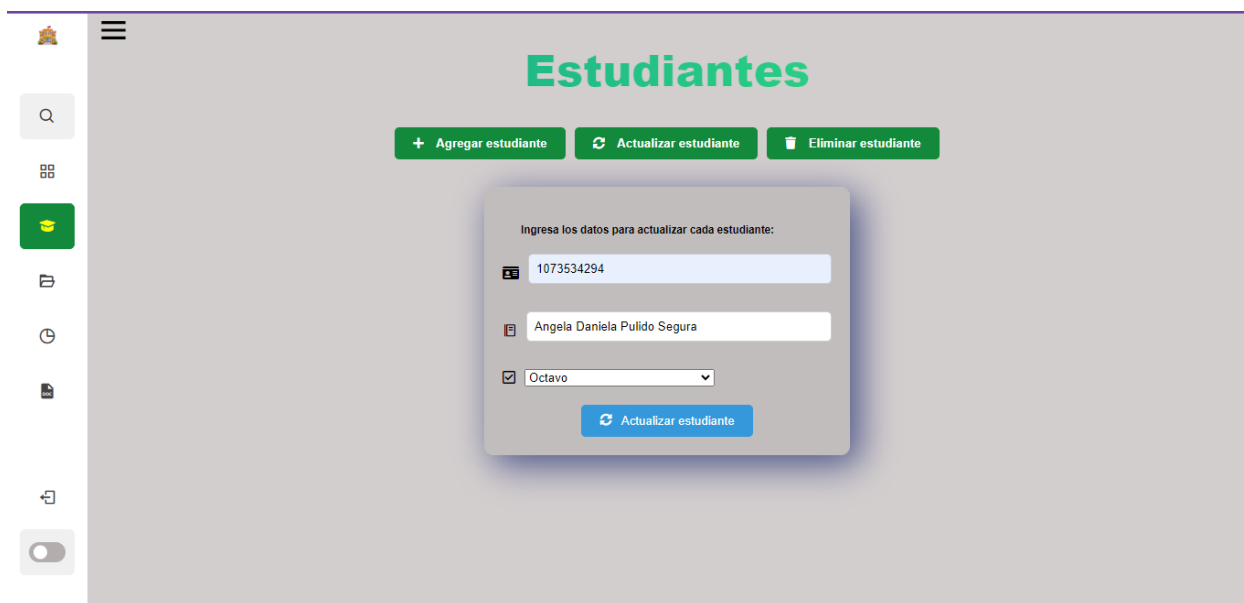 Estudiantes
Agregar estudiante
Actualizar estudiante
Eliminar estudiante
Ingresa los datos para actualizar cada estudiante:
1073534294
Angela Daniela Pulido Segura
Octavo
Actualizar estudiante
DOC